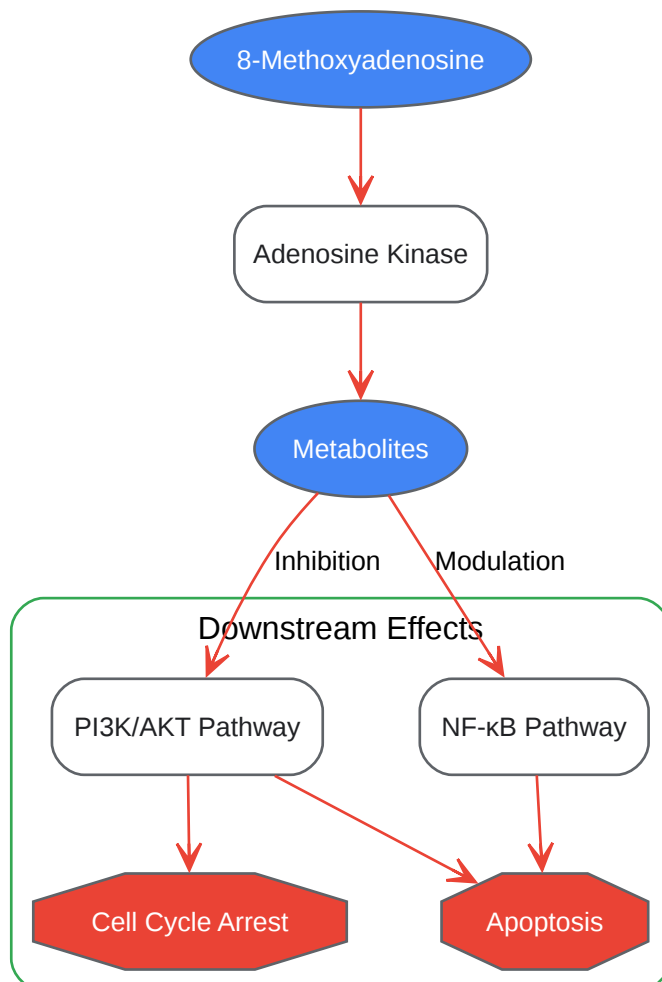 8-Methoxyadenosine
Adenosine Kinase
Metabolites
Inhibition
Modulation
Downstream Effects
PI3K/AKT Pathway
NF-κB Pathway
Cell Cycle Arrest
Apoptosis